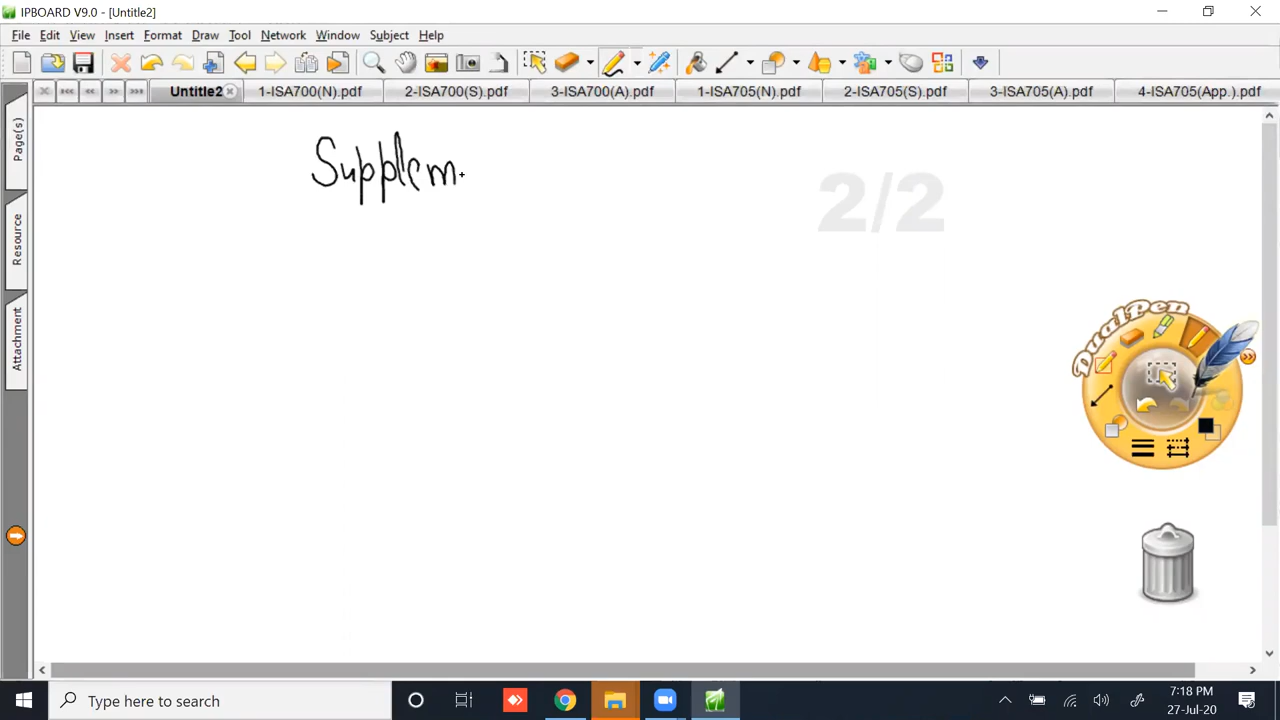 IPBOARD V9.0 - [Untitle2]
File Edit View Insert Format Draw Tool Network Window Subject Help
Untitle2 1-ISA700(N).pdf 2-ISA700(S).pdf 3-ISA700(A).pdf 1-ISA705(N).pdf 2-ISA705(S).pdf 3-ISA705(A).pdf 4-ISA705(App.).pdf
Page(s)
Resource
Attachment
Supplem
2/2
DualPen
Type here to search
7:18 PM
27-Jul-20